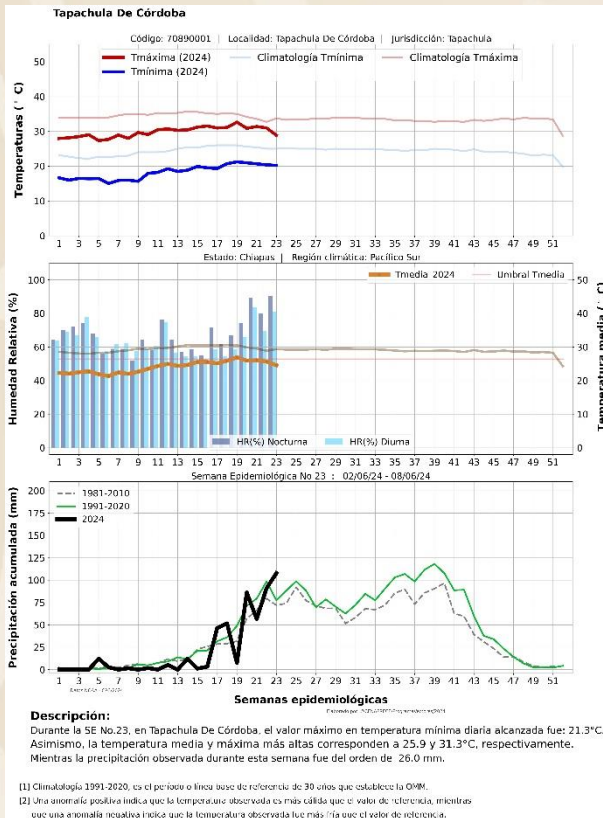 Tapachula De Córdoba
Código: 70890001 | Localidad: Tapachula De Córdoba | Jurisdicción: Tapachula
Tmáxima (2024)
Tmínima (2024)
Climatología Tmínima
Climatología Tmáxima
Temperaturas (° C)
50
40
30
20
10
0
1 3 5 7 9 11 13 15 17 19 21 23 25 27 29 31 33 35 37 39 41 43 45 47 49 51
Estado: Chiapas | Región climática: Pacífico Sur
Tmedia 2024
Umbral Tmedia
Humedad Relativa (%)
100
80
60
40
20
0
50
40
30
20
10
0
Temperatura media (° C)
HR(%) Nocturna
HR(%) Diurna
1 3 5 7 9 11 13 15 17 19 21 23 25 27 29 31 33 35 37 39 41 43 45 47 49 51
Semana Epidemiológica No 23 : 02/06/24 - 08/06/24
1981-2010
1991-2020
2024
Precipitación acumulada (mm)
200
175
150
125
100
75
50
25
0
1 3 5 7 9 11 13 15 17 19 21 23 25 27 29 31 33 35 37 39 41 43 45 47 49 51
Semanas epidemiológicas
Descripción:
Durante la SE No.23, en Tapachula De Córdoba, el valor máximo en temperatura mínima diaria alcanzada fue: 21.3°C.
Asimismo, la temperatura media y máxima más altas corresponden a 25.9 y 31.3°C, respectivamente.
Mientras la precipitación observada durante esta semana fue del orden de 26.0 mm.
[1] Climatología 1991-2020, es el período o línea base de referencia de 30 años que establece la OMM.
[2] Una anomalía positiva indica que la temperatura observada es más cálida que el valor de referencia, mientras
que una anomalía negativa indica que la temperatura observada fue más fría que el valor de referencia.